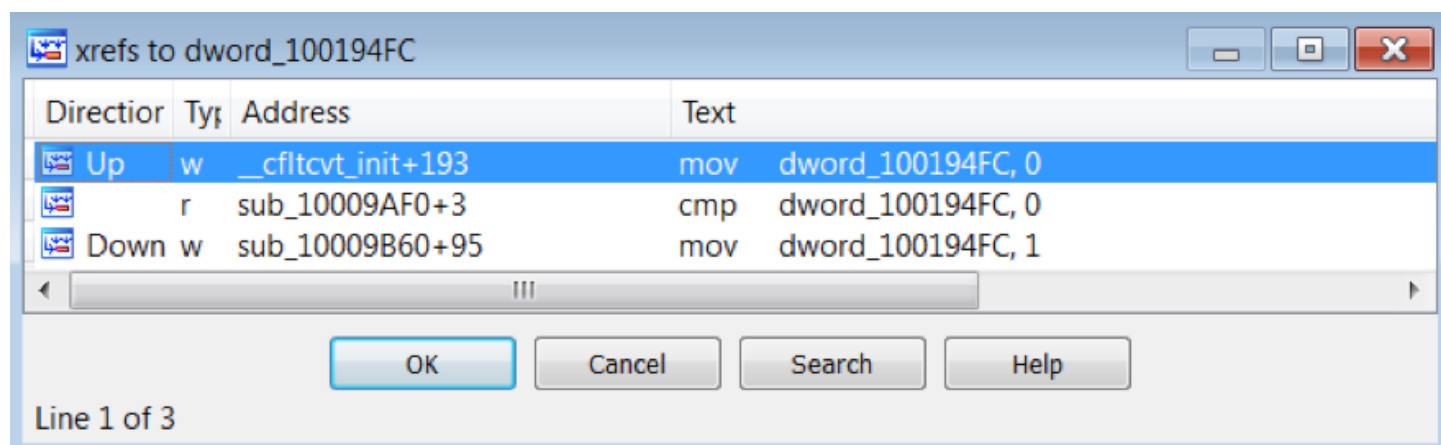 xrefs to dword_100194FC
Directior Typ Address Text
Up w __cfltcvt_init+193 mov dword_100194FC, 0
r sub_10009AF0+3 cmp dword_100194FC, 0
Down w sub_10009B60+95 mov dword_100194FC, 1
OK Cancel Search Help
Line 1 of 3